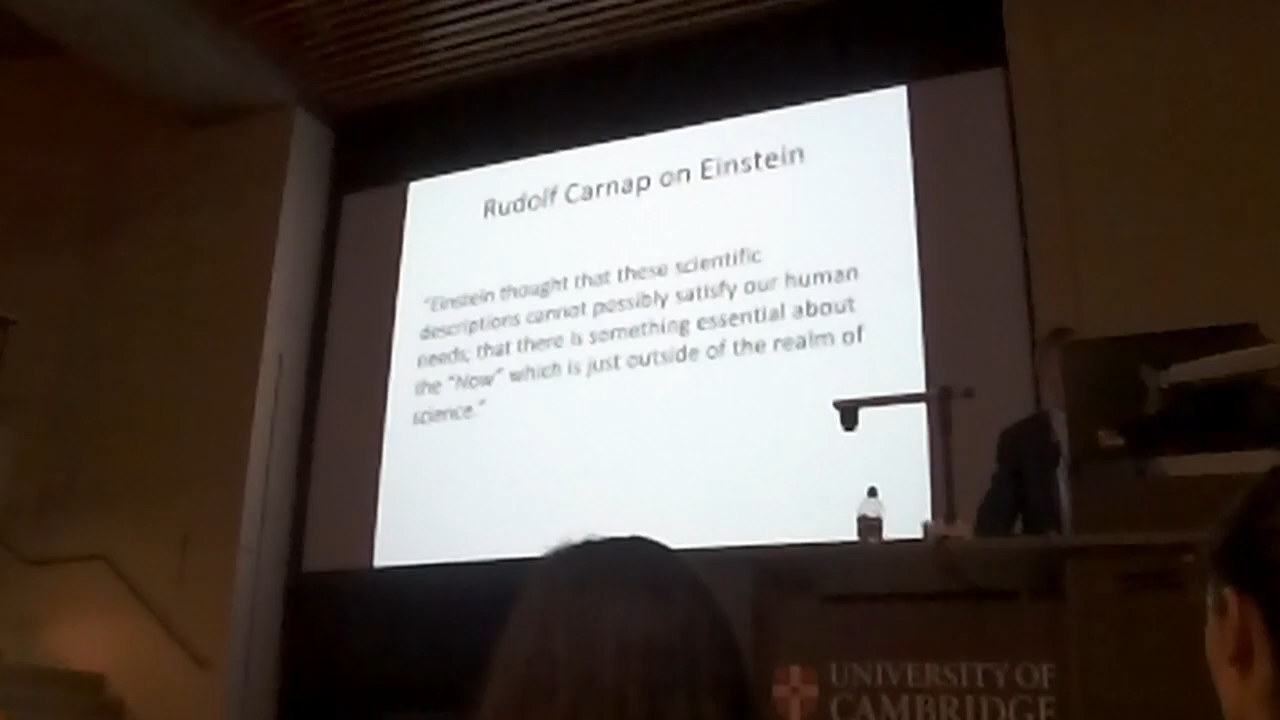 Rudolf Carnap on Einstein
"Einstein thought that these scientific
descriptions cannot possibly satisfy our human
needs; that there is something essential about
the "Now" which is just outside of the realm of
science."
UNIVERSITY OF
CAMBRIDGE